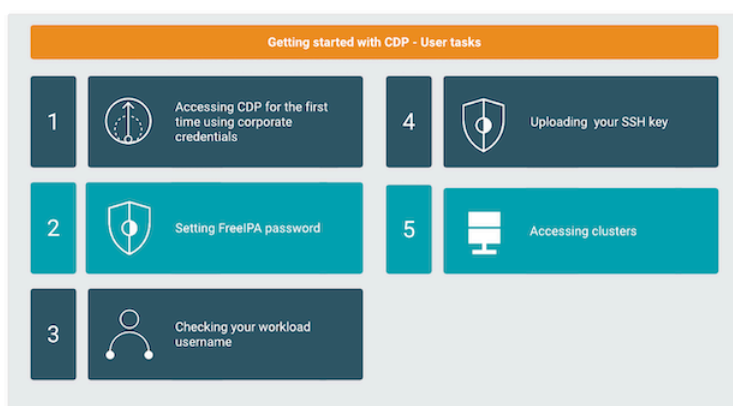 Getting started with CDP - User tasks
1
Accessing CDP for the first
time using corporate
credentials
2
Setting FreeIPA password
3
Checking your workload
username
4
Uploading your SSH key
5
Accessing clusters